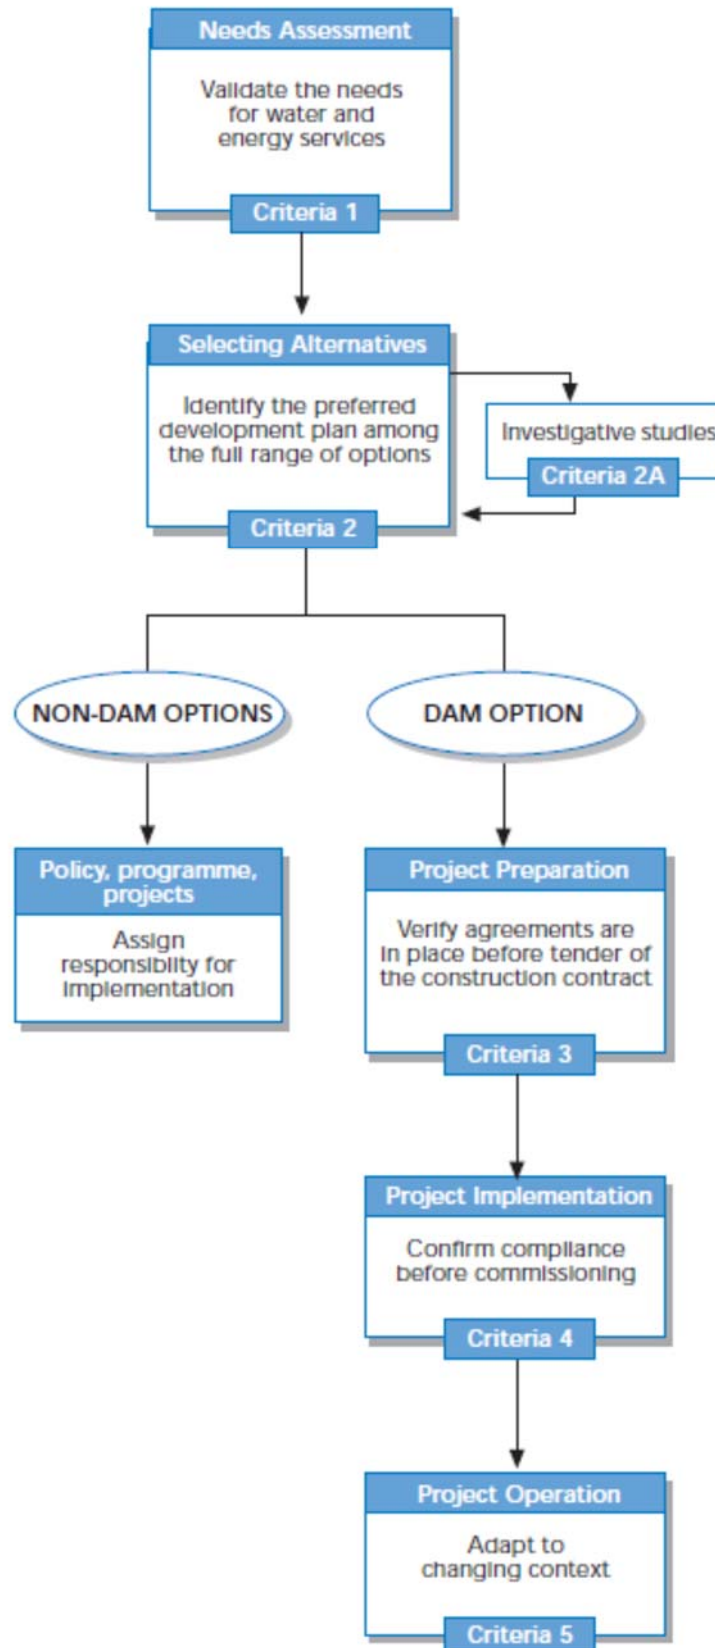 Needs Assessment
Validate the needs
for water and
energy services
Criteria 1
Selecting Alternatives
Identify the preferred
development plan among
the full range of options
Criteria 2
Investigative studies
Criteria 2A
NON-DAM OPTIONS
DAM OPTION
Policy, programme,
projects
Assign
responsiblity for
implementation
Project Preparation
Verify agreements are
in place before tender of
the construction contract
Criteria 3
Project Implementation
Confirm compliance
before commissioning
Criteria 4
Project Operation
Adapt to
changing context
Criteria 5